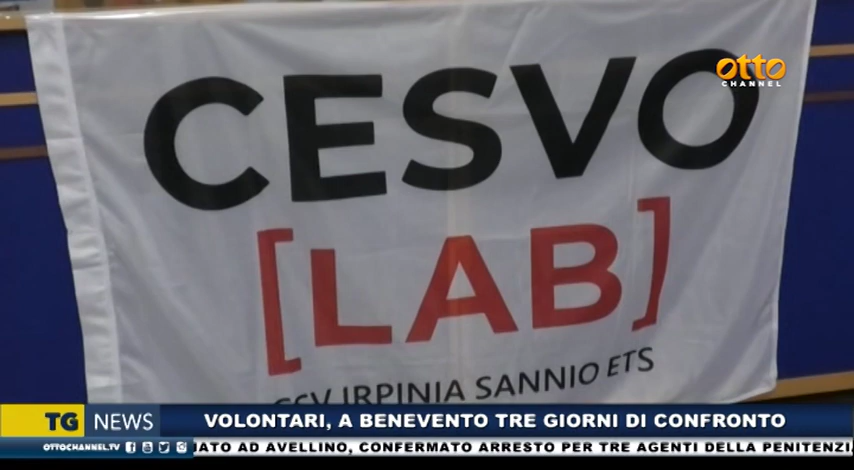 CESVO
otto
CHANNEL
[LAB]
CSV IRPINIA SANNIO ETS
TG NEWS
VOLONTARI, A BENEVENTO TRE GIORNI DI CONFRONTO
OTTOCHANNEL.TV
ATO AD AVELLINO, CONFERMATO ARRESTO PER TRE AGENTI DELLA PENITENZI